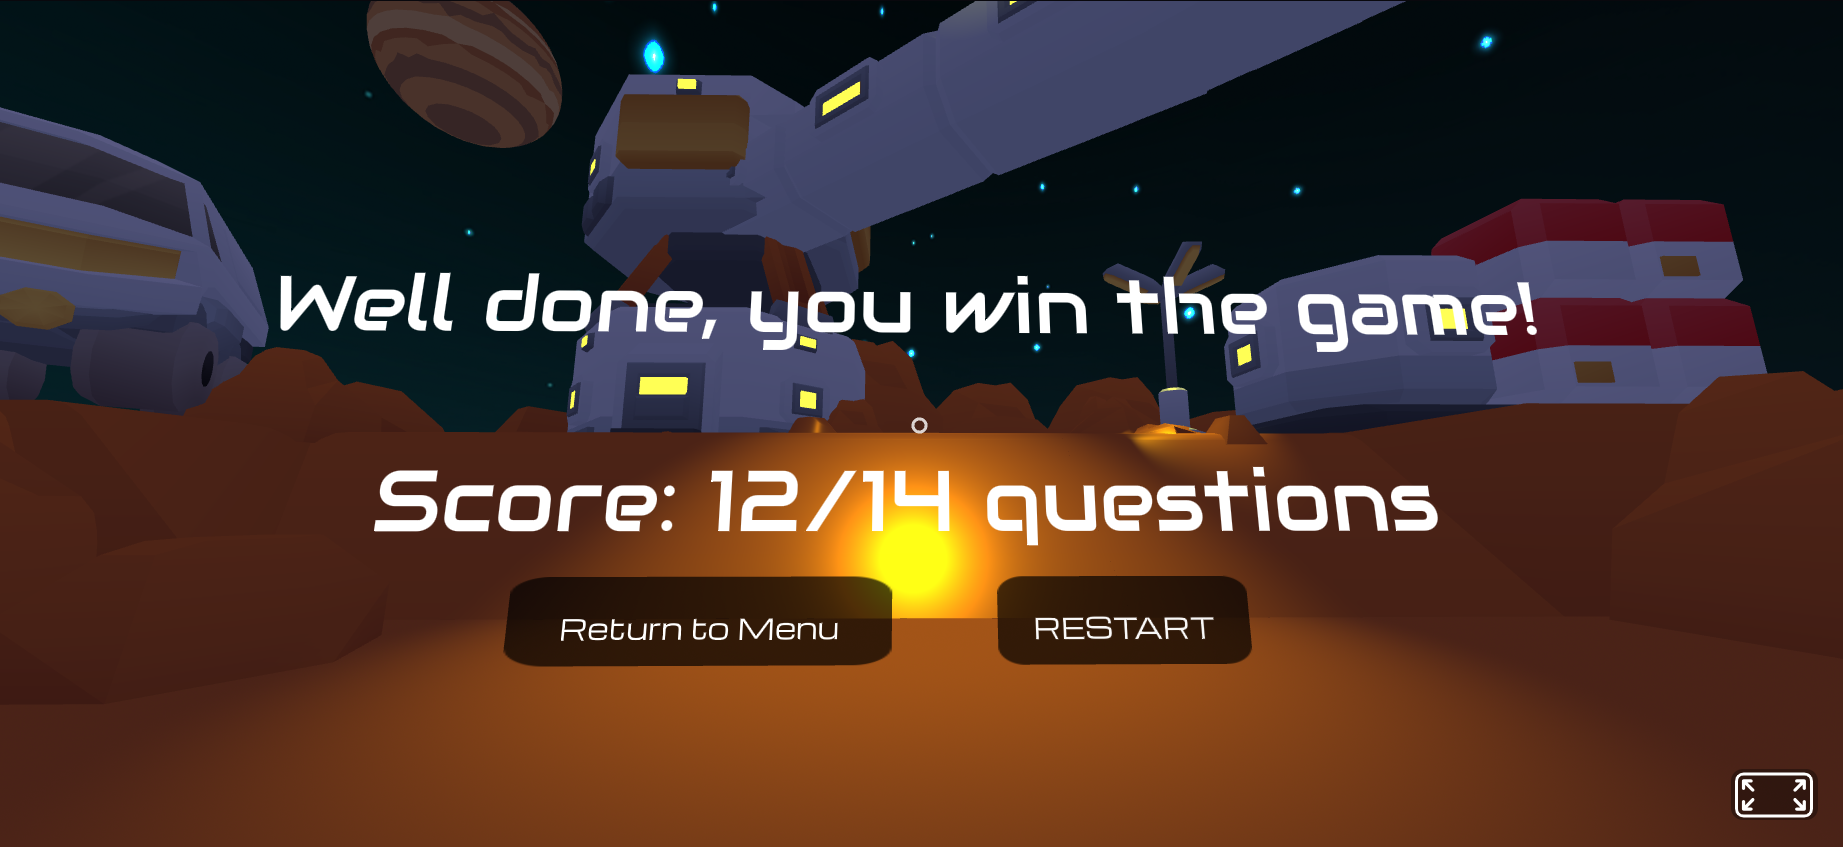 Well done, you win the game!
Score: 12/14 questions
Return to Menu
RESTART